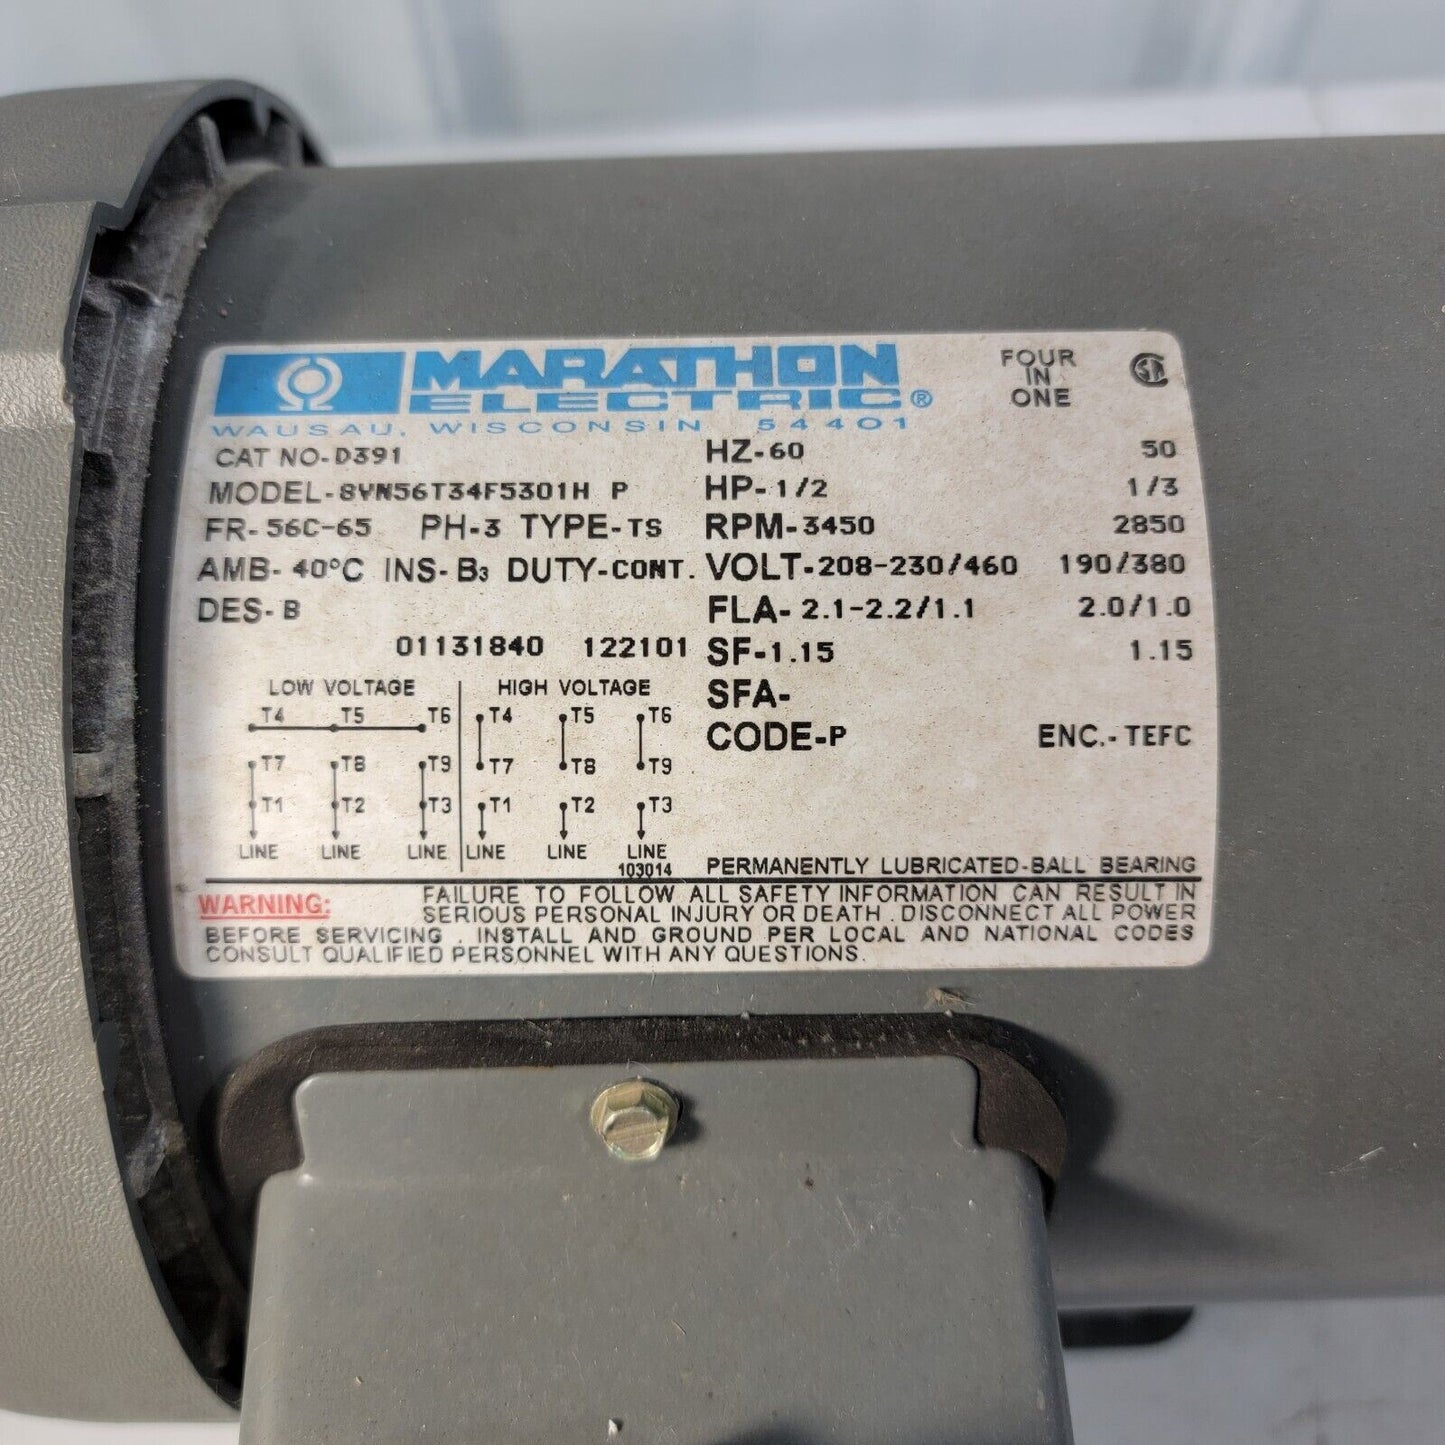 MARATHON
ELECTRIC®
WAUSAU, WISCONSIN 54401
FOUR
IN
ONE
CAT NO-D391
HZ-60 50
MODEL-8VN56T34F5301H P
HP-1/2 1/3
FR-56C-65 PH-3 TYPE-TS
RPM-3450 2850
AMB-40°C INS-B3 DUTY-CONT.
VOLT-208-230/460 190/380
DES-B
FLA-2.1-2.2/1.1 2.0/1.0
01131840 122101
SF-1.15 1.15
SFA-
CODE-P ENC.-TEFC
LOW VOLTAGE HIGH VOLTAGE
T4 T5 T6 T4 T5 T6
T7 T8 T9 T7 T8 T9
T1 T2 T3 T1 T2 T3
LINE LINE LINE LINE LINE LINE
103014
PERMANENTLY LUBRICATED-BALL BEARING
WARNING: FAILURE TO FOLLOW ALL SAFETY INFORMATION CAN RESULT IN
SERIOUS PERSONAL INJURY OR DEATH. DISCONNECT ALL POWER
BEFORE SERVICING. INSTALL AND GROUND PER LOCAL AND NATIONAL CODES
CONSULT QUALIFIED PERSONNEL WITH ANY QUESTIONS.